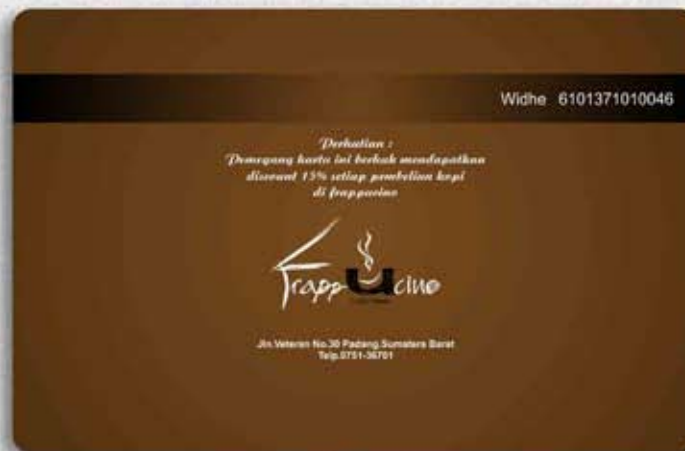 Widhe 6101371010046
Perhatian :
Pemegang kartu ini berhak mendapatkan
discount 15% setiap pembelian kopi
di frappucino
Frappucino
Jln.Veteran No.30 Padang.Sumatera Barat
Telp.0751-36701